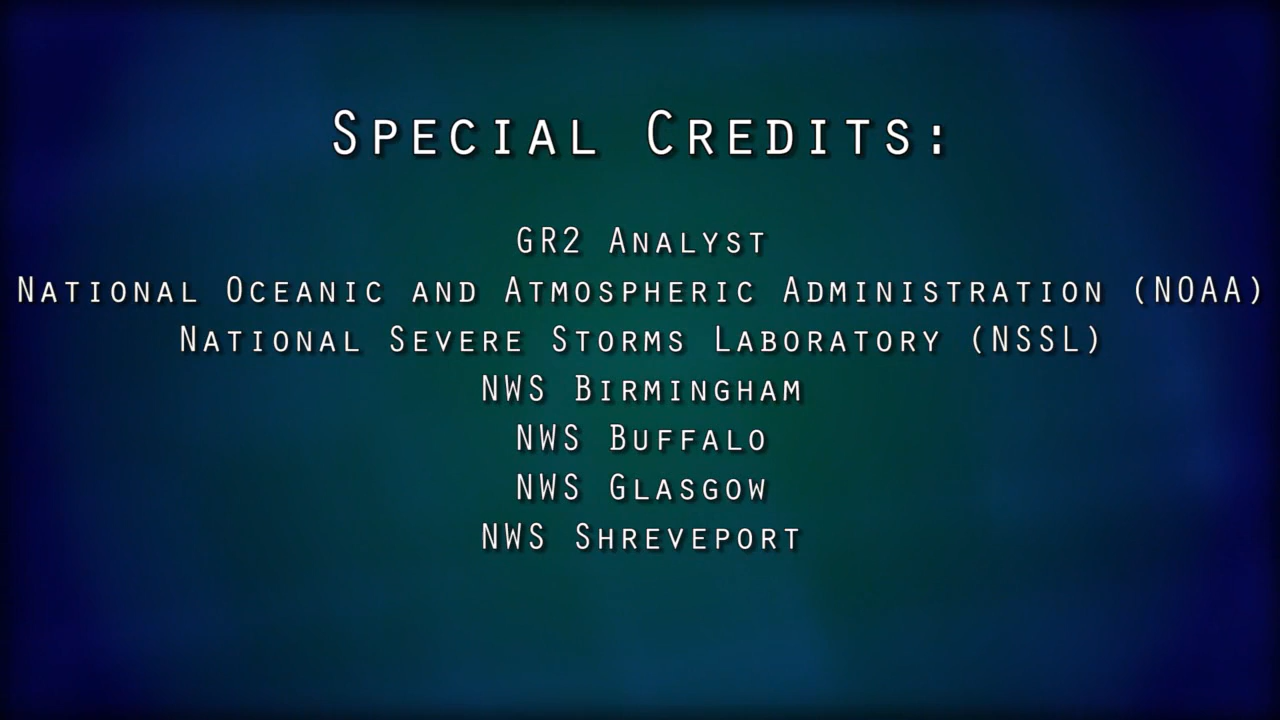 Special Credits:
GR2 Analyst
National Oceanic and Atmospheric Administration (NOAA)
National Severe Storms Laboratory (NSSL)
NWS Birmingham
NWS Buffalo
NWS Glasgow
NWS Shreveport